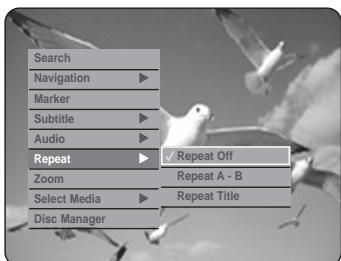 Search
Navigation ▶
Marker
Subtitle ▶
Audio ▶
Repeat ▶
Zoom
Select Media ▶
Disc Manager
✓ Repeat Off
Repeat A - B
Repeat Title